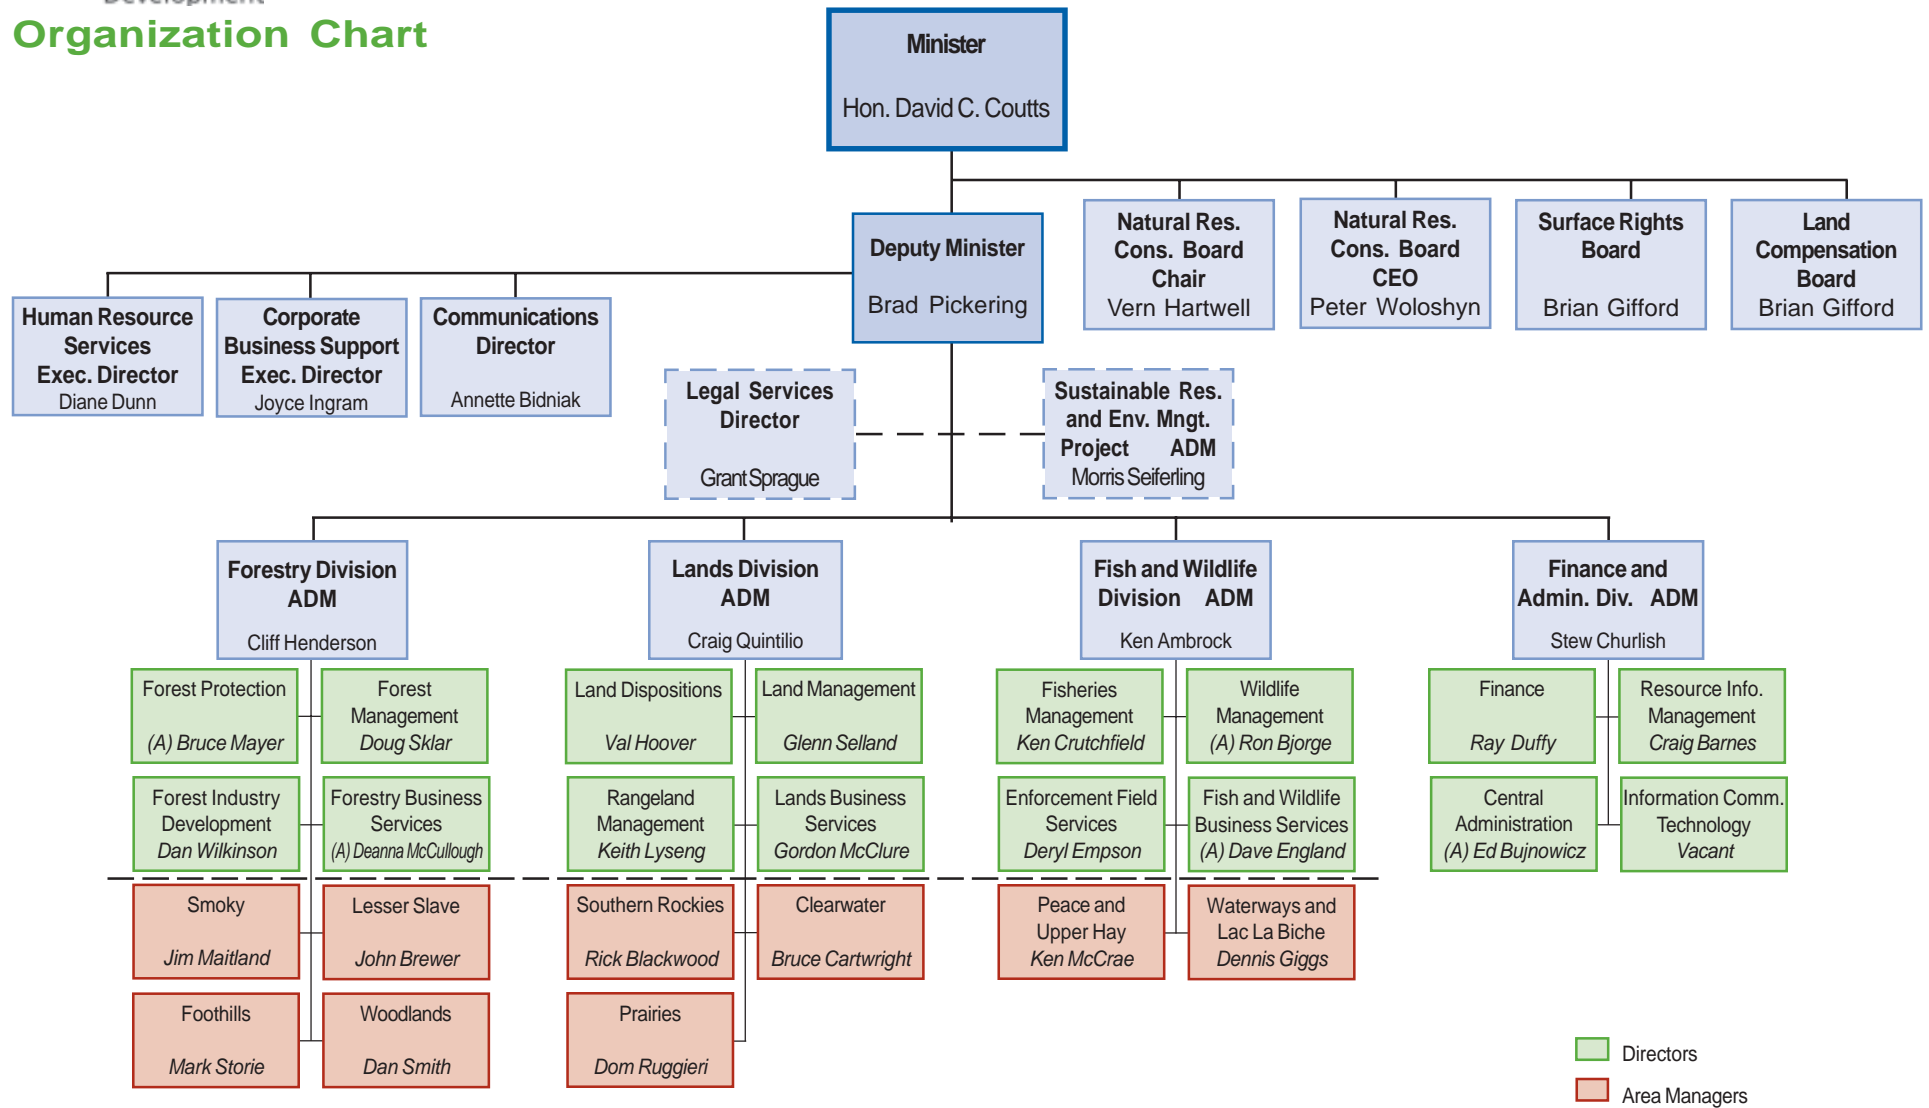 Development
Organization Chart
Minister
Hon. David C. Coutts
Deputy Minister
Brad Pickering
Natural Res.
Cons. Board
Chair
Vern Hartwell
Natural Res.
Cons. Board
CEO
Peter Woloshyn
Surface Rights
Board
Brian Gifford
Land
Compensation
Board
Brian Gifford
Human Resource
Services
Exec. Director
Diane Dunn
Corporate
Business Support
Exec. Director
Joyce Ingram
Communications
Director
Annette Bidniak
Legal Services
Director
Grant Sprague
Sustainable Res.
and Env. Mngt.
Project ADM
Morris Seiferling
Forestry Division
ADM
Cliff Henderson
Lands Division
ADM
Craig Quintilio
Fish and Wildlife
Division ADM
Ken Ambrock
Finance and
Admin. Div. ADM
Stew Churlish
Forest Protection
(A) Bruce Mayer
Forest
Management
Doug Sklar
Land Dispositions
Val Hoover
Land Management
Glenn Selland
Fisheries
Management
Ken Crutchfield
Wildlife
Management
(A) Ron Bjorge
Finance
Ray Duffy
Resource Info.
Management
Craig Barnes
Forest Industry
Development
Dan Wilkinson
Forestry Business
Services
(A) Deanna McCullough
Rangeland
Management
Keith Lyseng
Lands Business
Services
Gordon McClure
Enforcement Field
Services
Deryl Empson
Fish and Wildlife
Business Services
(A) Dave England
Central
Administration
(A) Ed Bujnowicz
Information Comm.
Technology
Vacant
Smoky
Jim Maitland
Lesser Slave
John Brewer
Southern Rockies
Rick Blackwood
Clearwater
Bruce Cartwright
Peace and
Upper Hay
Ken McCrae
Waterways and
Lac La Biche
Dennis Giggs
Foothills
Mark Storie
Woodlands
Dan Smith
Prairies
Dom Ruggieri
Directors
Area Managers